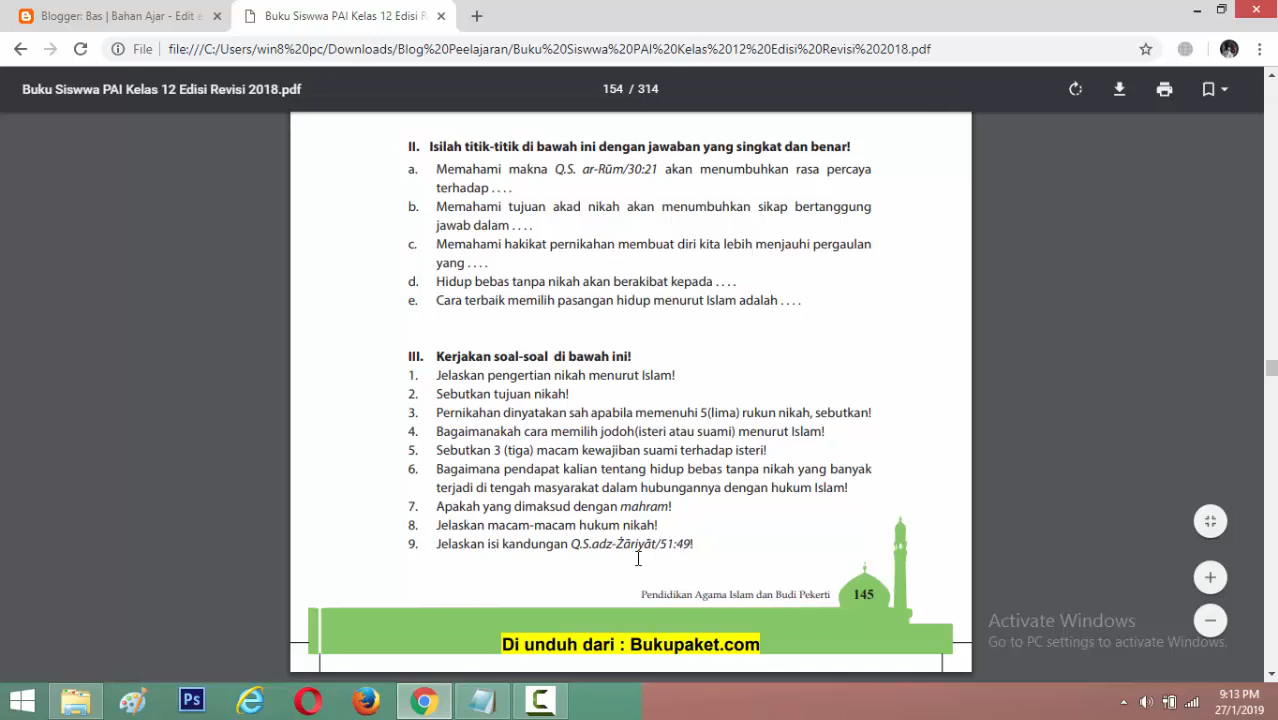 Blogger: Bas | Bahan Ajar - Edit e
Buku Siswwa PAI Kelas 12 Edisi R
File | file:///C:/Users/win8%20pc/Downloads/Blog%20Peelajaran/Buku%20Siswwa%20PAI%20Kelas%2012%20Edisi%20Revisi%202018.pdf
Buku Siswwa PAI Kelas 12 Edisi Revisi 2018.pdf
154 / 314
II. Isilah titik-titik di bawah ini dengan jawaban yang singkat dan benar!
a. Memahami makna Q.S. ar-Rūm/30:21 akan menumbuhkan rasa percaya
terhadap . . . .
b. Memahami tujuan akad nikah akan menumbuhkan sikap bertanggung
jawab dalam . . . .
c. Memahami hakikat pernikahan membuat diri kita lebih menjauhi pergaulan
yang . . . .
d. Hidup bebas tanpa nikah akan berakibat kepada . . . .
e. Cara terbaik memilih pasangan hidup menurut Islam adalah . . . .
III. Kerjakan soal-soal di bawah ini!
1. Jelaskan pengertian nikah menurut Islam!
2. Sebutkan tujuan nikah!
3. Pernikahan dinyatakan sah apabila memenuhi 5(lima) rukun nikah, sebutkan!
4. Bagaimanakah cara memilih jodoh(isteri atau suami) menurut Islam!
5. Sebutkan 3 (tiga) macam kewajiban suami terhadap isteri!
6. Bagaimana pendapat kalian tentang hidup bebas tanpa nikah yang banyak
terjadi di tengah masyarakat dalam hubungannya dengan hukum Islam!
7. Apakah yang dimaksud dengan mahram!
8. Jelaskan macam-macam hukum nikah!
9. Jelaskan isi kandungan Q.S.adz-Żāriyāt/51:49!
Pendidikan Agama Islam dan Budi Pekerti
145
Di unduh dari : Bukupaket.com
Activate Windows
Go to PC settings to activate Windows.
Ps
9:13 PM
27/1/2019